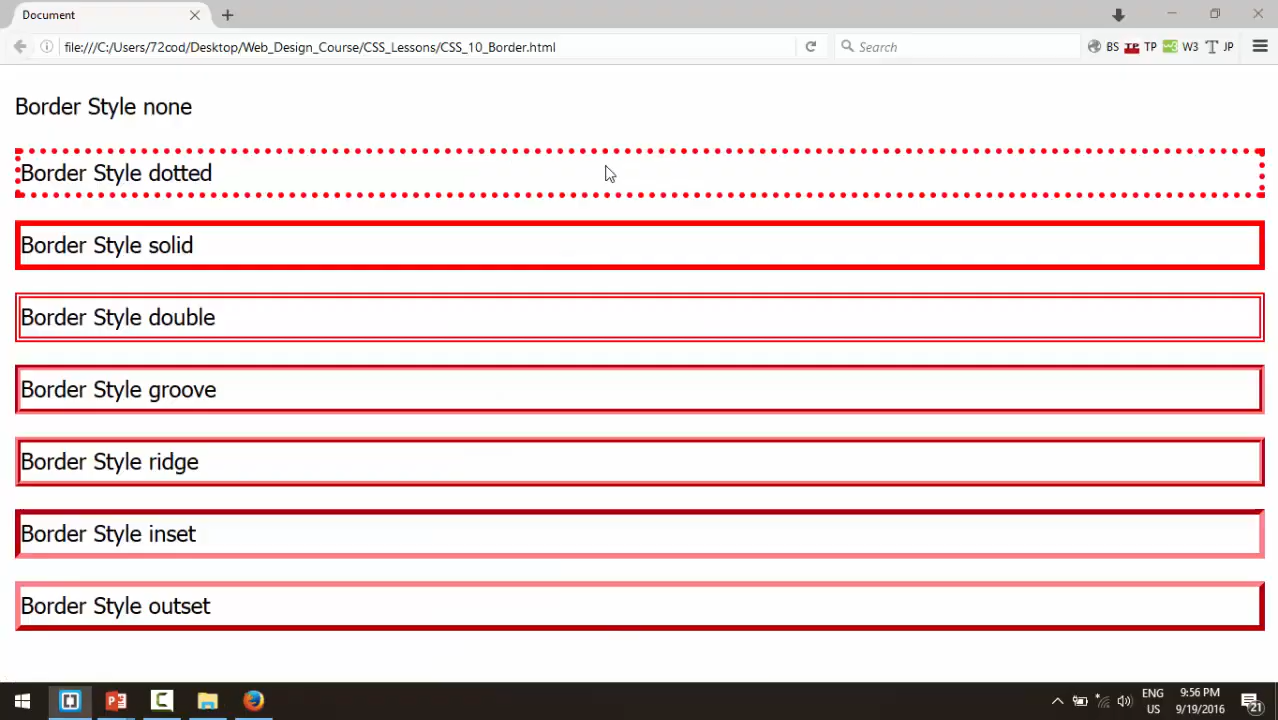 Document
file:///C:/Users/72cod/Desktop/Web_Design_Course/CSS_Lessons/CSS_10_Border.html
Search
BS TP W3 JP
Border Style none
Border Style dotted
Border Style solid
Border Style double
Border Style groove
Border Style ridge
Border Style inset
Border Style outset
ENG 9:56 PM
US 9/19/2016 21